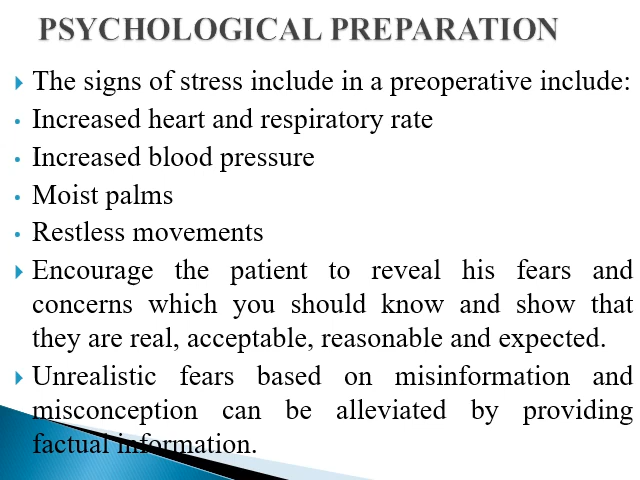 PSYCHOLOGICAL PREPARATION
The signs of stress include in a preoperative include:
Increased heart and respiratory rate
Increased blood pressure
Moist palms
Restless movements
Encourage the patient to reveal his fears and
concerns which you should know and show that
they are real, acceptable, reasonable and expected.
Unrealistic fears based on misinformation and
misconception can be alleviated by providing
factual information.